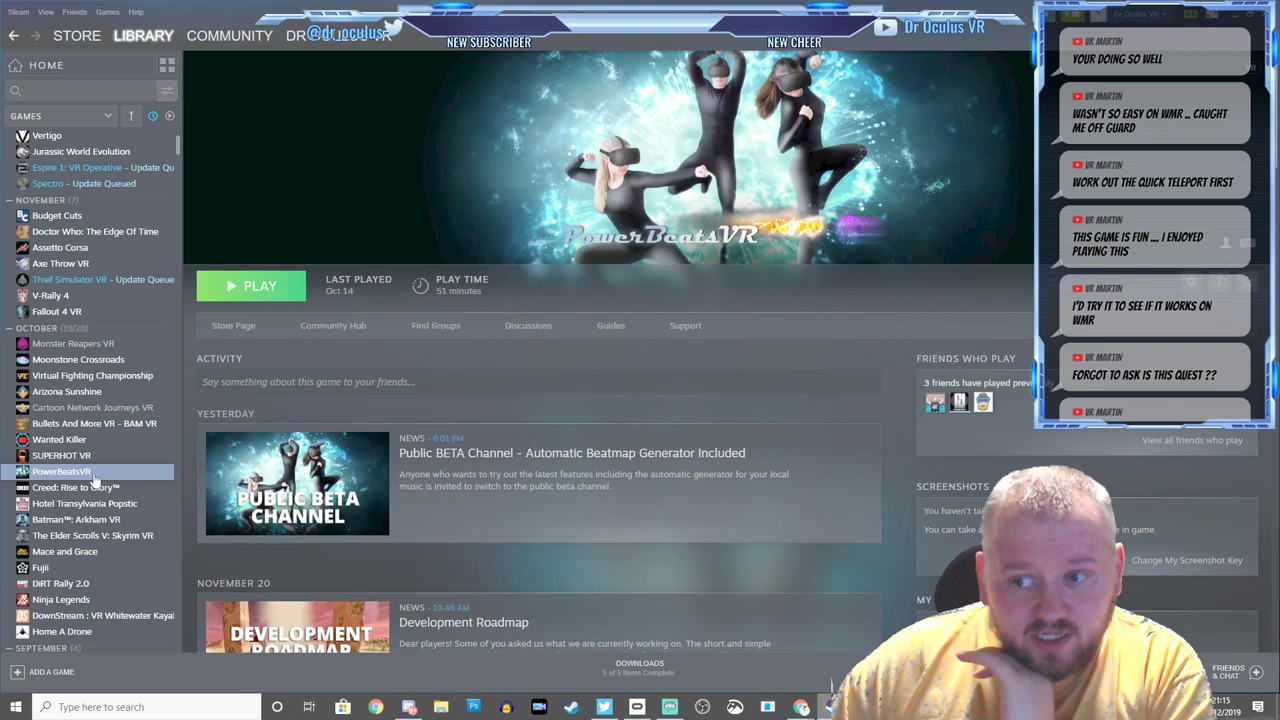 Steam View Friends Games Help
STORE LIBRARY COMMUNITY DR
@dr_oculus
NEW SUBSCRIBER
NEW CHEER
Dr Oculus VR
Dr Oculus VR
HOME
GAMES
Vertigo
Jurassic World Evolution
Espire 1: VR Operative - Update Qu
Spectro - Update Queued
NOVEMBER (7)
Budget Cuts
Doctor Who: The Edge Of Time
Assetto Corsa
Axe Throw VR
Thief Simulator VR - Update Queue
V-Rally 4
Fallout 4 VR
OCTOBER (19/20)
Monster Reapers VR
Moonstone Crossroads
Virtual Fighting Championship
Arizona Sunshine
Cartoon Network Journeys VR
Bullets And More VR - BAM VR
Wanted Killer
SUPERHOT VR
PowerBeatsVR
Creed: Rise to Glory™
Hotel Transylvania Popstic
Batman™: Arkham VR
The Elder Scrolls V: Skyrim VR
Mace and Grace
Fujii
DiRT Rally 2.0
Ninja Legends
DownStream : VR Whitewater Kayal
Home A Drone
SEPTEMBER (4)
ADD A GAME
PowerBeatsVR
PLAY
LAST PLAYED
Oct 14
PLAY TIME
51 minutes
Store Page Community Hub Find Groups Discussions Guides Support
ACTIVITY
Say something about this game to your friends...
YESTERDAY
PUBLIC BETA
CHANNEL
NEWS - 6:01 PM
Public BETA Channel - Automatic Beatmap Generator Included
Anyone who wants to try out the latest features including the automatic generator for your local
music is invited to switch to the public beta channel.
NOVEMBER 20
DEVELOPMENT
ROADMAP
NEWS - 10:46 AM
Development Roadmap
Dear players! Some of you asked us what we are currently working on. The short and simple
FRIENDS WHO PLAY
3 friends have played previ
View all friends who play
SCREENSHOTS
You haven't tak
You can take a
e in game.
Change My Screenshot Key
MY
DOWNLOADS
5 of 5 Items Complete
FRIENDS
& CHAT
VR MARTIN
YOUR DOING SO WELL
VR MARTIN
WASN'T SO EASY ON WMR .. CAUGHT
ME OFF GUARD
VR MARTIN
WORK OUT THE QUICK TELEPORT FIRST
VR MARTIN
THIS GAME IS FUN ... I ENJOYED
PLAYING THIS
VR MARTIN
I'D TRY IT TO SEE IF IT WORKS ON
WMR
VR MARTIN
FORGOT TO ASK IS THIS QUEST ??
VR MARTIN
Type here to search
21:15
12/2019